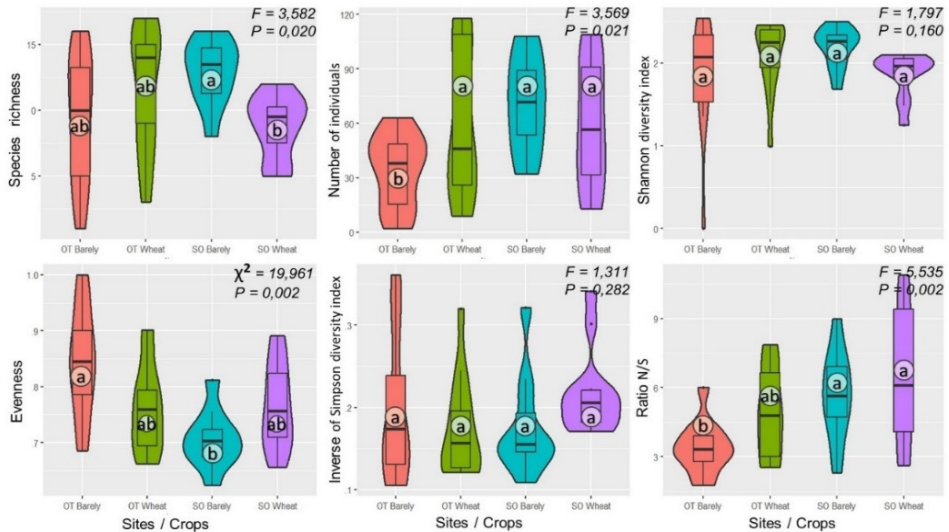 F = 3,582
P = 0,020
Species richness
15
0
5
ab
ab
a
b
OT Barely OT Wheat SO Barely SO Wheat
F = 3,569
P = 0,021
Number of individuals
120
90
60
30
0
b
a
a
a
OT Barely OT Wheat SO Barely SO Wheat
F = 1,797
P = 0,160
Shannon diversity index
2
1
0
a
a
a
a
OT Barely OT Wheat SO Barely SO Wheat
χ² = 19,961
P = 0,002
Evenness
1.0
9
8
7
a
ab
b
ab
OT Barely OT Wheat SO Barely SO Wheat
Sites / Crops
F = 1,311
P = 0,282
Inverse of Simpson diversity index
3
2
1
a
a
a
a
OT Barely OT Wheat SO Barely SO Wheat
Sites / Crops
F = 5,535
P = 0,002
Ratio N/S
9
6
3
b
ab
a
a
OT Barely OT Wheat SO Barely SO Wheat
Sites / Crops